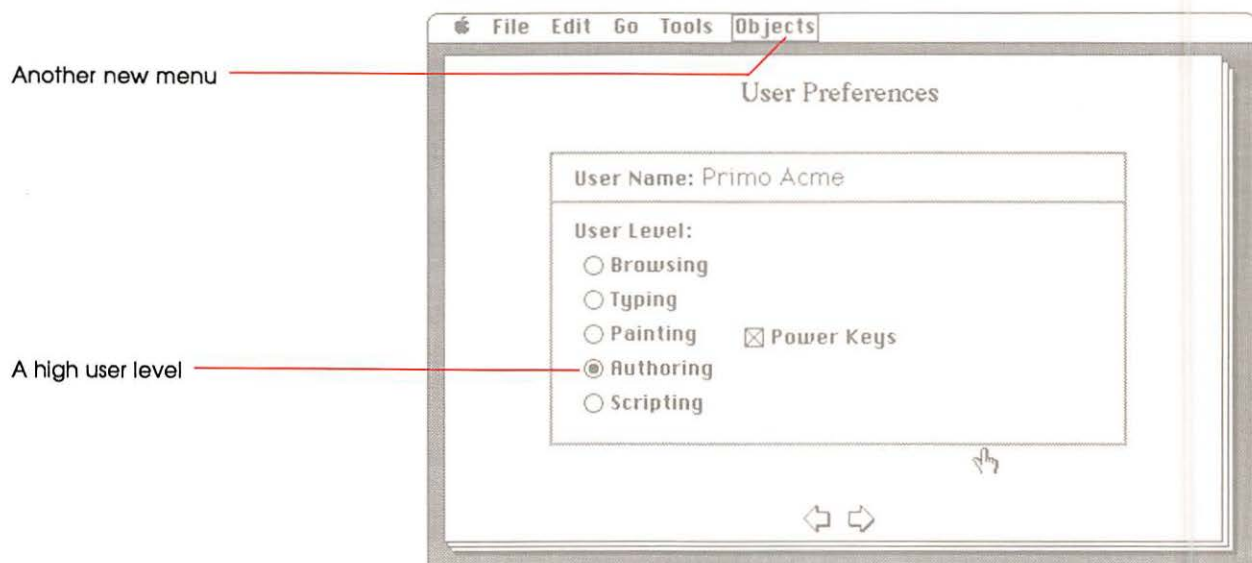 File Edit Go Tools Objects
Another new menu
User Preferences
User Name: Primo Acme
User Level:
Browsing
Typing
Painting Power Keys
A high user level
Authoring
Scripting